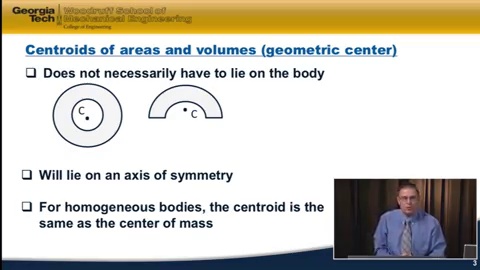 Georgia
Tech
Woodruff School of
Mechanical Engineering
College of Engineering
Centroids of areas and volumes (geometric center)
Does not necessarily have to lie on the body
C
C
Will lie on an axis of symmetry
For homogeneous bodies, the centroid is the
same as the center of mass
3